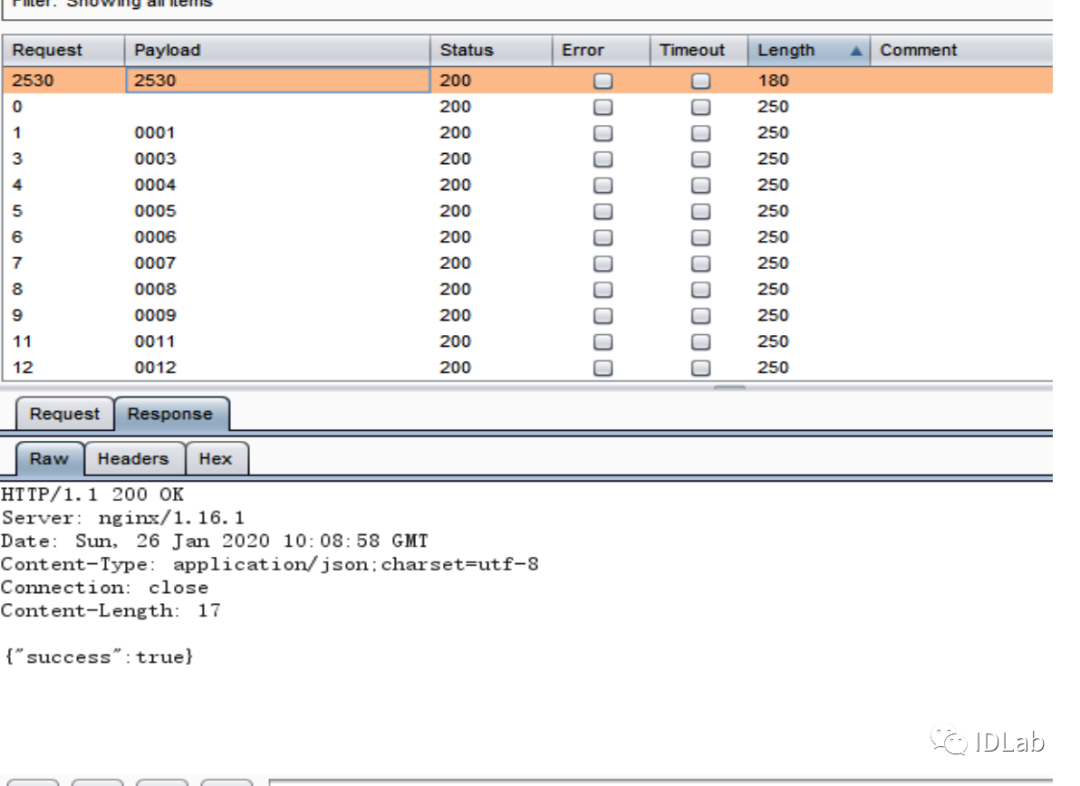 Filter: Showing all items
Request Payload Status Error Timeout Length Comment
2530 2530 200 180
0 200 250
1 0001 200 250
3 0003 200 250
4 0004 200 250
5 0005 200 250
6 0006 200 250
7 0007 200 250
8 0008 200 250
9 0009 200 250
11 0011 200 250
12 0012 200 250
Request Response
Raw Headers Hex
HTTP/1.1 200 OK
Server: nginx/1.16.1
Date: Sun, 26 Jan 2020 10:08:58 GMT
Content-Type: application/json;charset=utf-8
Connection: close
Content-Length: 17
{"success":true}
IDLab